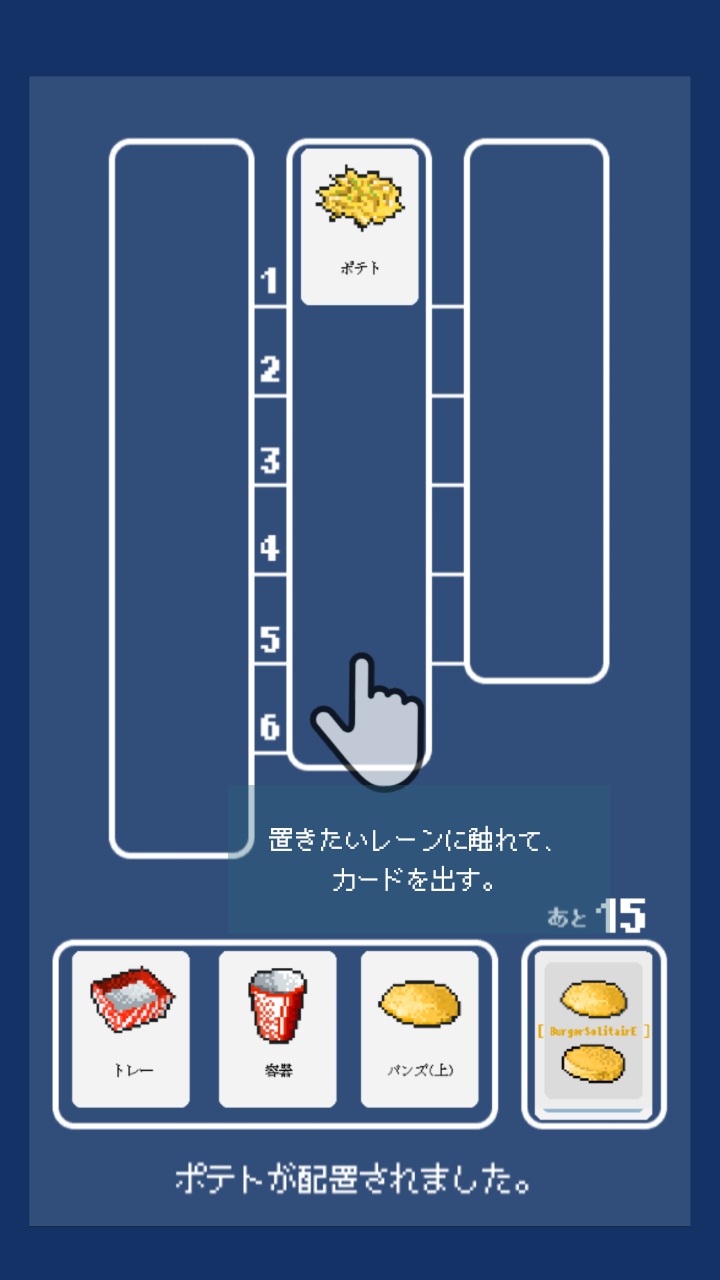 ポテト
1
2
3
4
5
6
置きたいレーンに触れて、
カードを出す。
あと 15
トレー
容器
バンズ(上)
[ BurgerSolitairE ]
ポテトが配置されました。